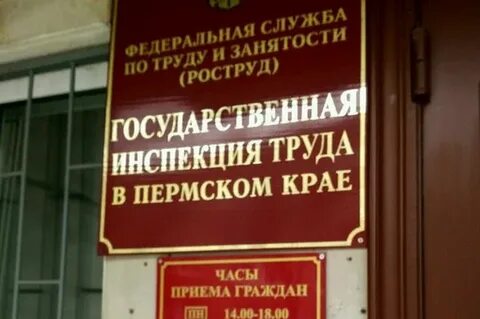 ФЕДЕРАЛЬНАЯ СЛУЖБА
ПО ТРУДУ И ЗАНЯТОСТИ
(РОСТРУД)
ГОСУДАРСТВЕННАЯ
ИНСПЕКЦИЯ ТРУДА
В ПЕРМСКОМ КРАЕ
ЧАСЫ
ПРИЕМА ГРАЖДАН
ПН 14.00-18.00